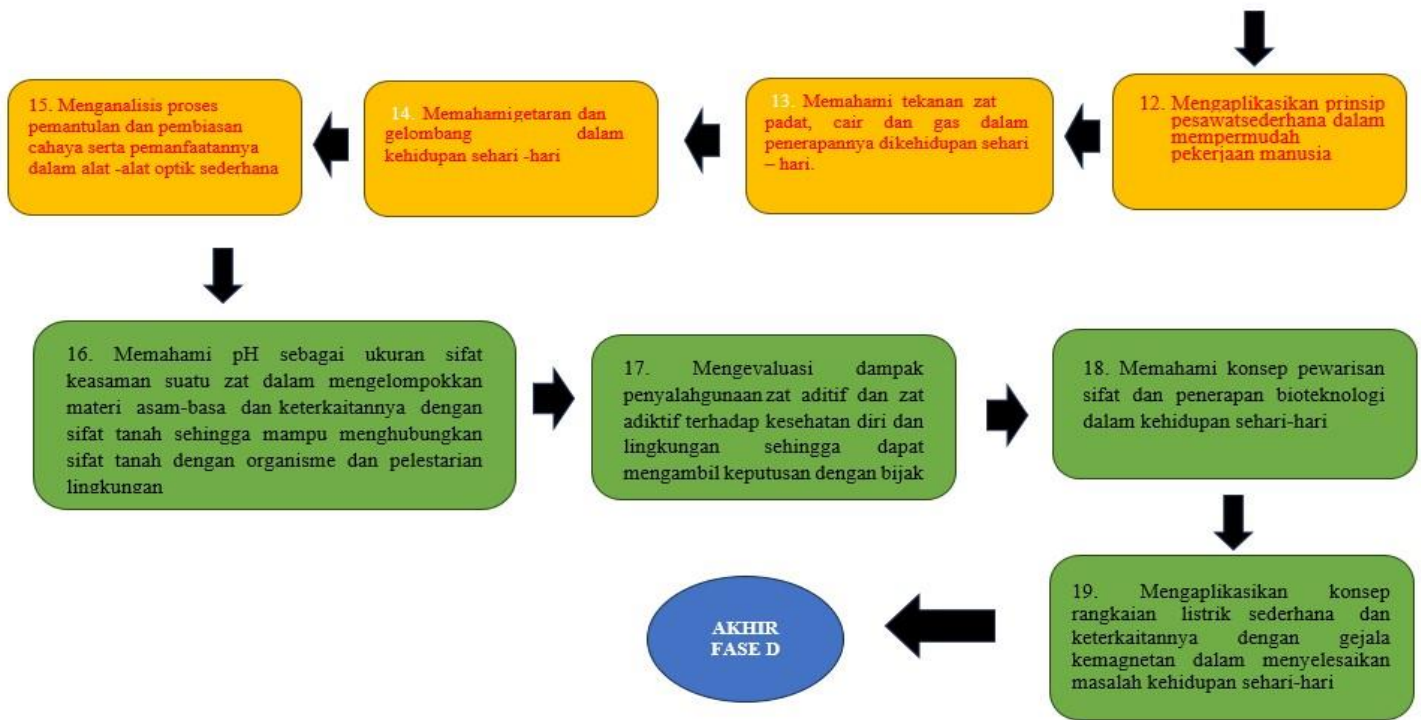 12. Mengaplikasikan prinsip
pesawatsederhana dalam
mempermudah
pekerjaan manusia
13. Memahami tekanan zat
padat, cair dan gas dalam
penerapannya dikehidupan sehari
– hari.
14. Memahamigetaran dan
gelombang dalam
kehidupan sehari -hari
15. Menganalisis proses
pemantulan dan pembiasan
cahaya serta pemanfaatannya
dalam alat -alat optik sederhana
16. Memahami pH sebagai ukuran sifat
keasaman suatu zat dalam mengelompokkan
materi asam-basa dan keterkaitannya dengan
sifat tanah sehingga mampu menghubungkan
sifat tanah dengan organisme dan pelestarian
lingkungan
17. Mengevaluasi dampak
penyalahgunaan zat aditif dan zat
adiktif terhadap kesehatan diri dan
lingkungan sehingga dapat
mengambil keputusan dengan bijak
18. Memahami konsep pewarisan
sifat dan penerapan bioteknologi
dalam kehidupan sehari-hari
19. Mengaplikasikan konsep
rangkaian listrik sederhana dan
keterkaitannya dengan gejala
kemagnetan dalam menyelesaikan
masalah kehidupan sehari-hari
AKHIR
FASE D